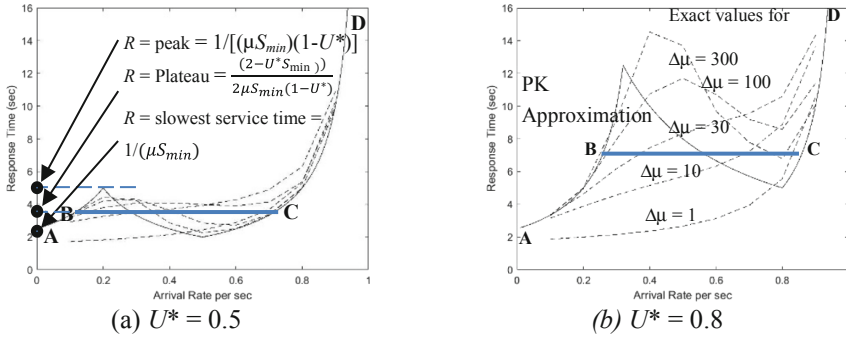 16
14
12
10
8
6
4
2
0
Response Time (sec)
0
0.2
0.4
0.6
0.8
1
Arrival Rate per sec
R = peak = 1/[(μS_min)(1-U*)]
R = Plateau = (2−U*S_min ))/2μS_min(1−U*)
R = slowest service time =
1/(μS_min)
A
B
C
D
(a) U* = 0.5
16
14
12
10
8
6
4
2
0
Response Time (sec)
0
0.2
0.4
0.6
0.8
1
Arrival Rate per sec
Exact values for
Δμ = 300
Δμ = 100
Δμ = 30
Δμ = 10
Δμ = 1
PK
Approximation
A
B
C
D
(b) U* = 0.8